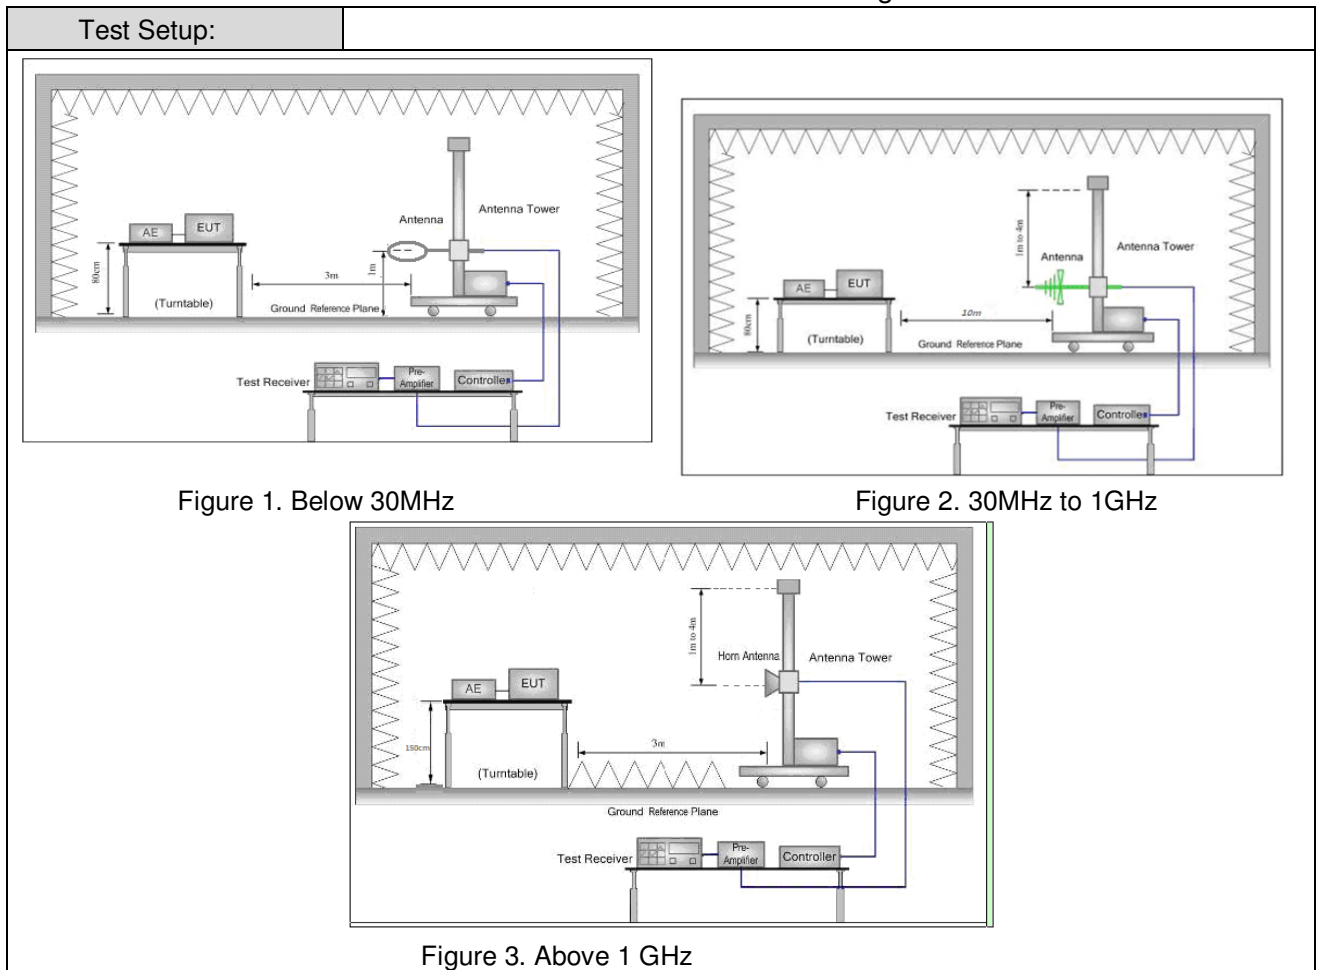 Test Setup:
AE
EUT
80cm
(Turntable)
3m
Antenna
1m
Antenna Tower
Ground Reference Plane
Test Receiver
Pre-
Amplifier
Controller
Figure 1. Below 30MHz
AE
EUT
80cm
(Turntable)
10m
1m to 4m
Antenna
Antenna Tower
Ground Reference Plane
Test Receiver
Pre-
Amplifier
Controller
Figure 2. 30MHz to 1GHz
AE
EUT
150cm
(Turntable)
3m
1m to 4m
Horn Antenna
Antenna Tower
Ground Reference Plane
Test Receiver
Pre-
Amplifier
Controller
Figure 3. Above 1 GHz